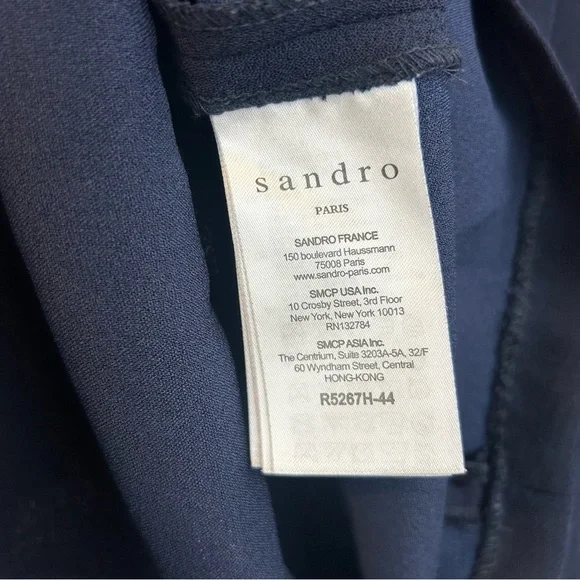 sandro
PARIS
SANDRO FRANCE
150 boulevard Haussmann
75008 Paris
www.sandro-paris.com
SMCP USA Inc.
10 Crosby Street, 3rd Floor
New York, New York 10013
RN132784
SMCP ASIA Inc.
The Centrium, Suite 3203A-5A, 32/F
60 Wyndham Street, Central
HONG-KONG
R5267H-44